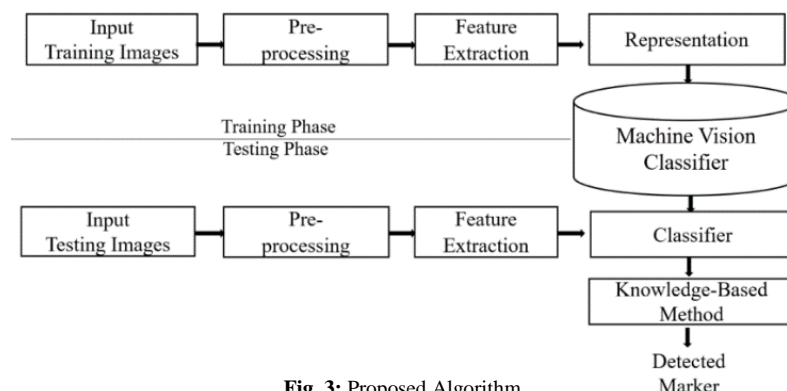 Input
Training Images
Pre-
processing
Feature
Extraction
Representation
Machine Vision
Classifier
Training Phase
Testing Phase
Input
Testing Images
Pre-
processing
Feature
Extraction
Classifier
Knowledge-Based
Method
Detected
Marker
Fig. 3: Proposed Algorithm